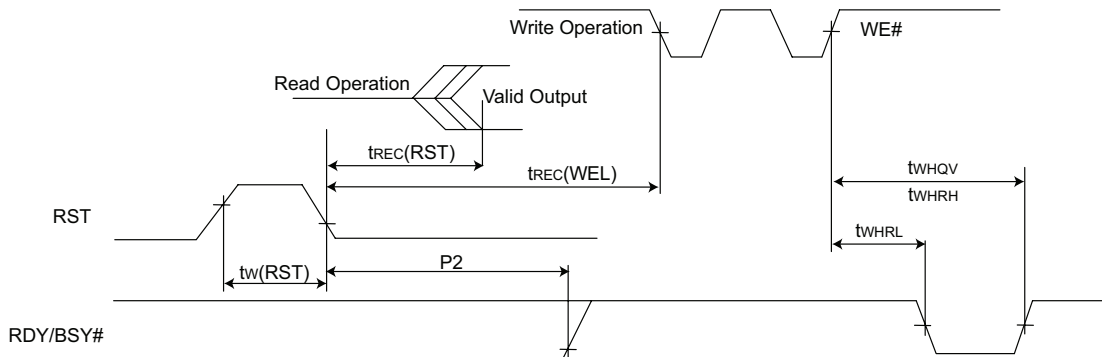 Write Operation
WE#
Read Operation
Valid Output
tREC(RST)
tREC(WEL)
tWHQV
tWHRH
RST
tWHRL
tW(RST)
P2
RDY/BSY#